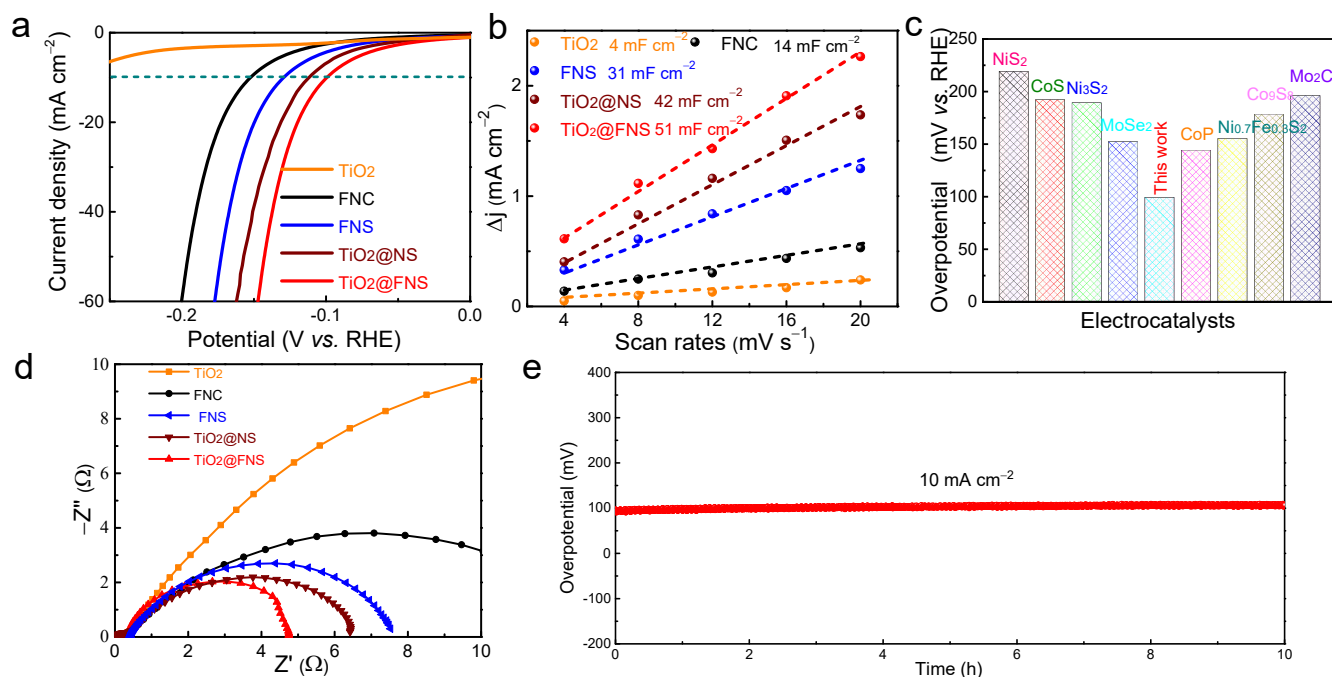 a
Current density (mA cm⁻²)
0
-20
-40
-60
-0.2
-0.1
0.0
Potential (V vs. RHE)
TiO₂
FNC
FNS
TiO₂@NS
TiO₂@FNS
b
Δj (mA cm⁻²)
0
1
2
4
8
12
16
20
Scan rates (mV s⁻¹)
TiO2 4 mF cm⁻²
FNC 14 mF cm⁻²
FNS 31 mF cm⁻²
TiO₂@NS 42 mF cm⁻²
TiO₂@FNS 51 mF cm⁻²
c
Overpotential (mV vs. RHE)
250
200
150
100
50
0
NiS₂
CoS
Ni₃S₂
MoSe₂
This work
CoP
Ni₀.₇Fe₀.₃S₂
Co₉S₈
Mo₂C
Electrocatalysts
d
−Z'' (Ω)
10
8
6
4
2
0
0
2
4
6
8
10
Z' (Ω)
TiO₂
FNC
FNS
TiO₂@NS
TiO₂@FNS
e
Overpotential (mV)
400
300
200
100
0
-100
-200
10 mA cm⁻²
0
2
4
6
8
10
Time (h)